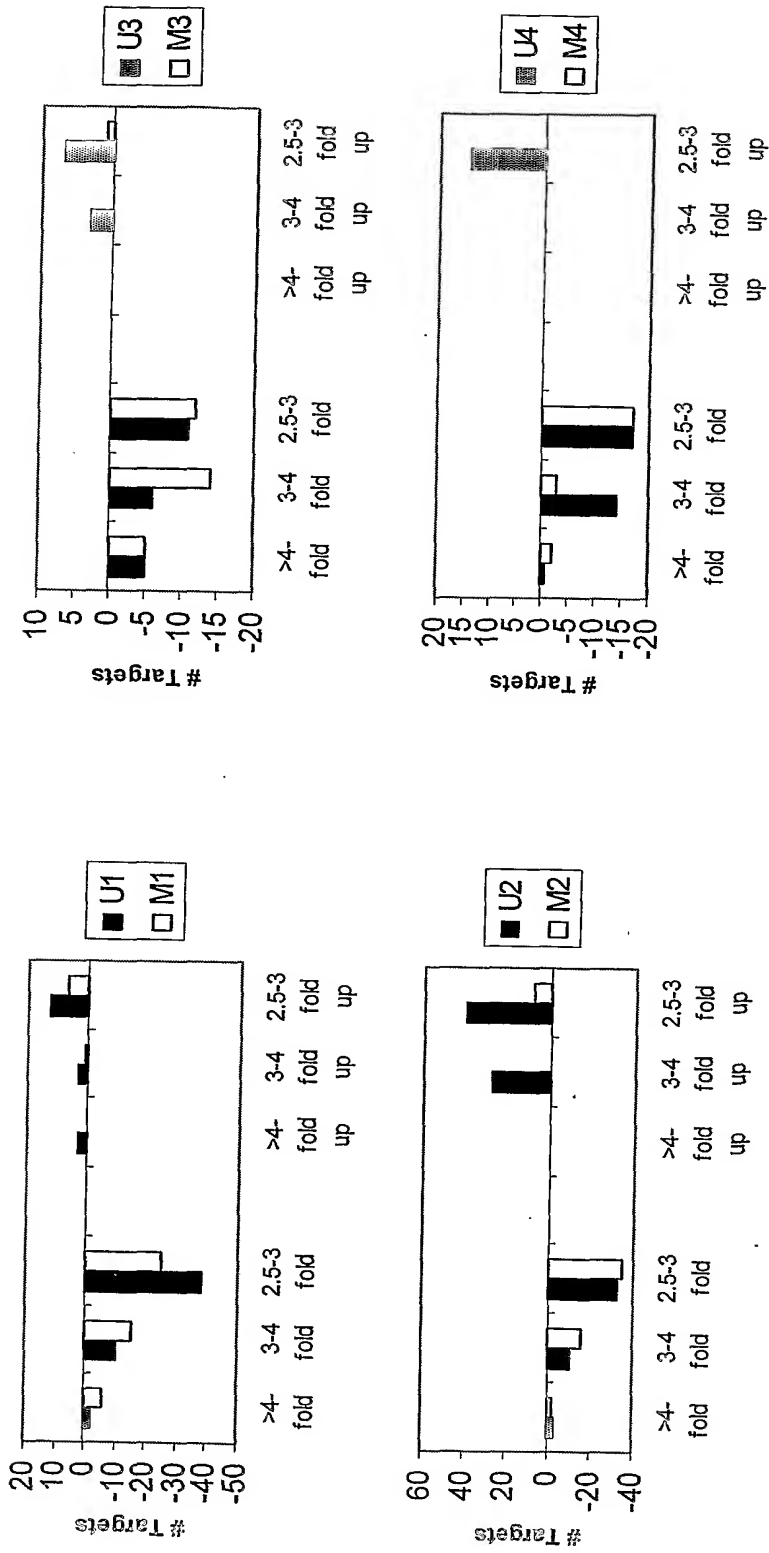 # Targets
20
10
0
-10
-20
-30
-40
-50
>4- 3-4 2.5-3 >4- 3-4 2.5-3
fold fold fold fold fold fold
up up up
U1
M1
# Targets
10
5
0
-5
-10
-15
-20
>4- 3-4 2.5-3 >4- 3-4 2.5-3
fold fold fold fold fold fold
up up up
U3
M3
# Targets
60
40
20
0
-20
-40
>4- 3-4 2.5-3 >4- 3-4 2.5-3
fold fold fold fold fold fold
up up up
U2
M2
# Targets
20
15
10
5
0
-5
-10
-15
-20
>4- 3-4 2.5-3 >4- 3-4 2.5-3
fold fold fold fold fold fold
up up up
U4
M4